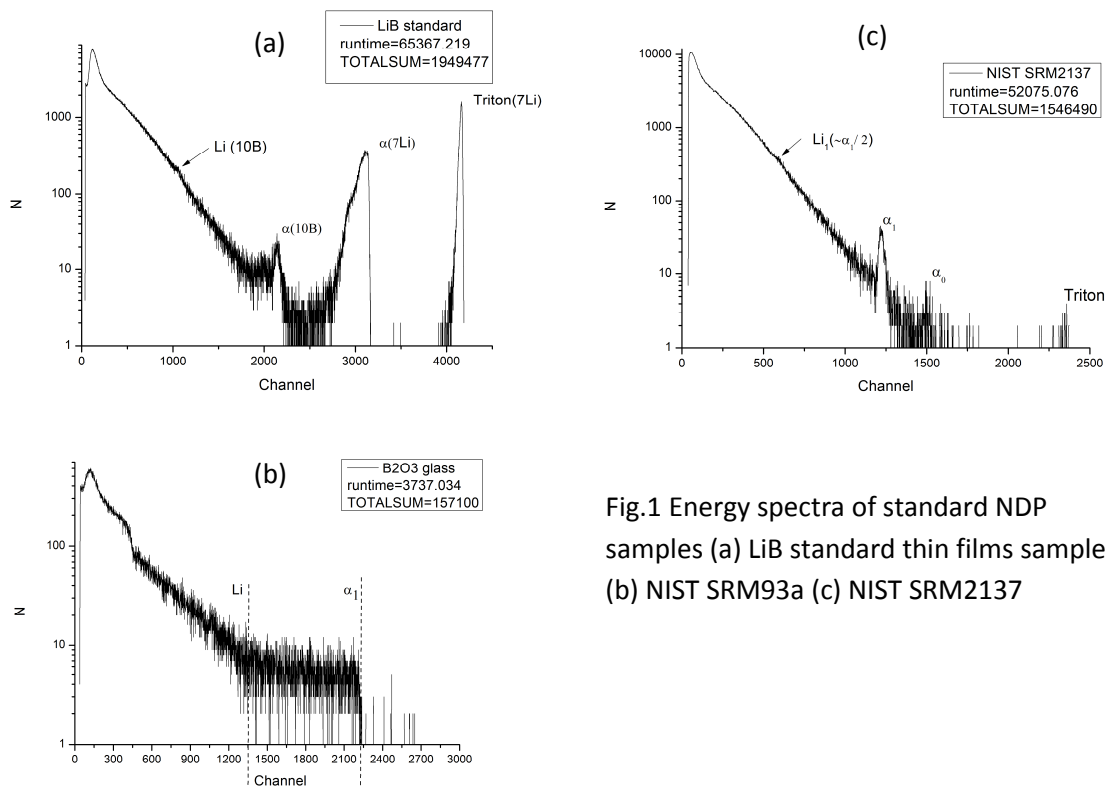 (a)
LiB standard
runtime=65367.219
TOTALSUM=1949477
Triton(7Li)
Li (10B)
α(7Li)
α(10B)
N
1000
100
10
1
0
1000
2000
3000
4000
Channel
(c)
NIST SRM2137
runtime=52075.076
TOTALSUM=1546490
Li1(~α1/2)
α1
α0
Triton
N
10000
1000
100
10
1
0
500
1000
1500
2000
2500
Channel
(b)
B2O3 glass
runtime=3737.034
TOTALSUM=157100
Li
α1
N
100
10
1
0
300
600
900
1200
1500
1800
2100
2400
2700
3000
Channel
Fig.1 Energy spectra of standard NDP
samples (a) LiB standard thin films sample
(b) NIST SRM93a (c) NIST SRM2137